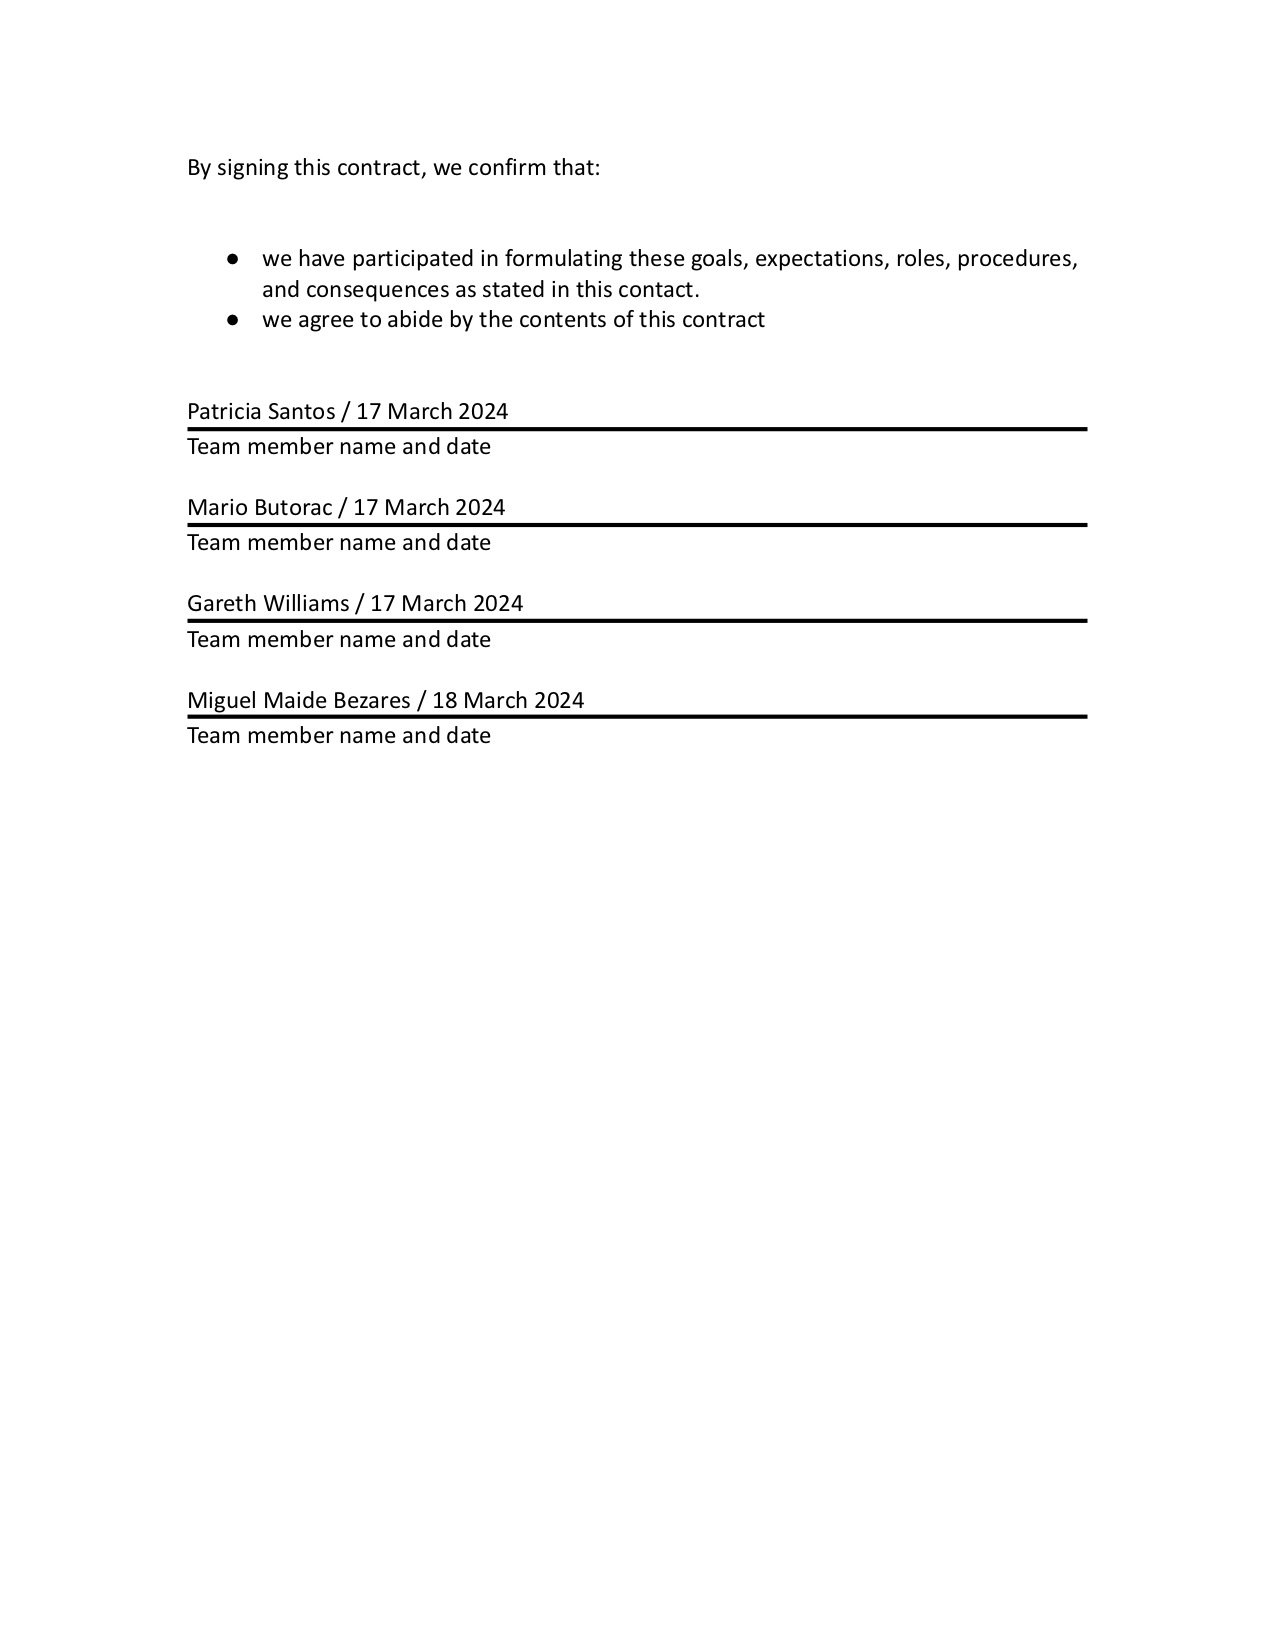 By signing this contract, we confirm that:
● we have participated in formulating these goals, expectations, roles, procedures,
and consequences as stated in this contact.
● we agree to abide by the contents of this contract
Patricia Santos / 17 March 2024
Team member name and date
Mario Butorac / 17 March 2024
Team member name and date
Gareth Williams / 17 March 2024
Team member name and date
Miguel Maide Bezares / 18 March 2024
Team member name and date